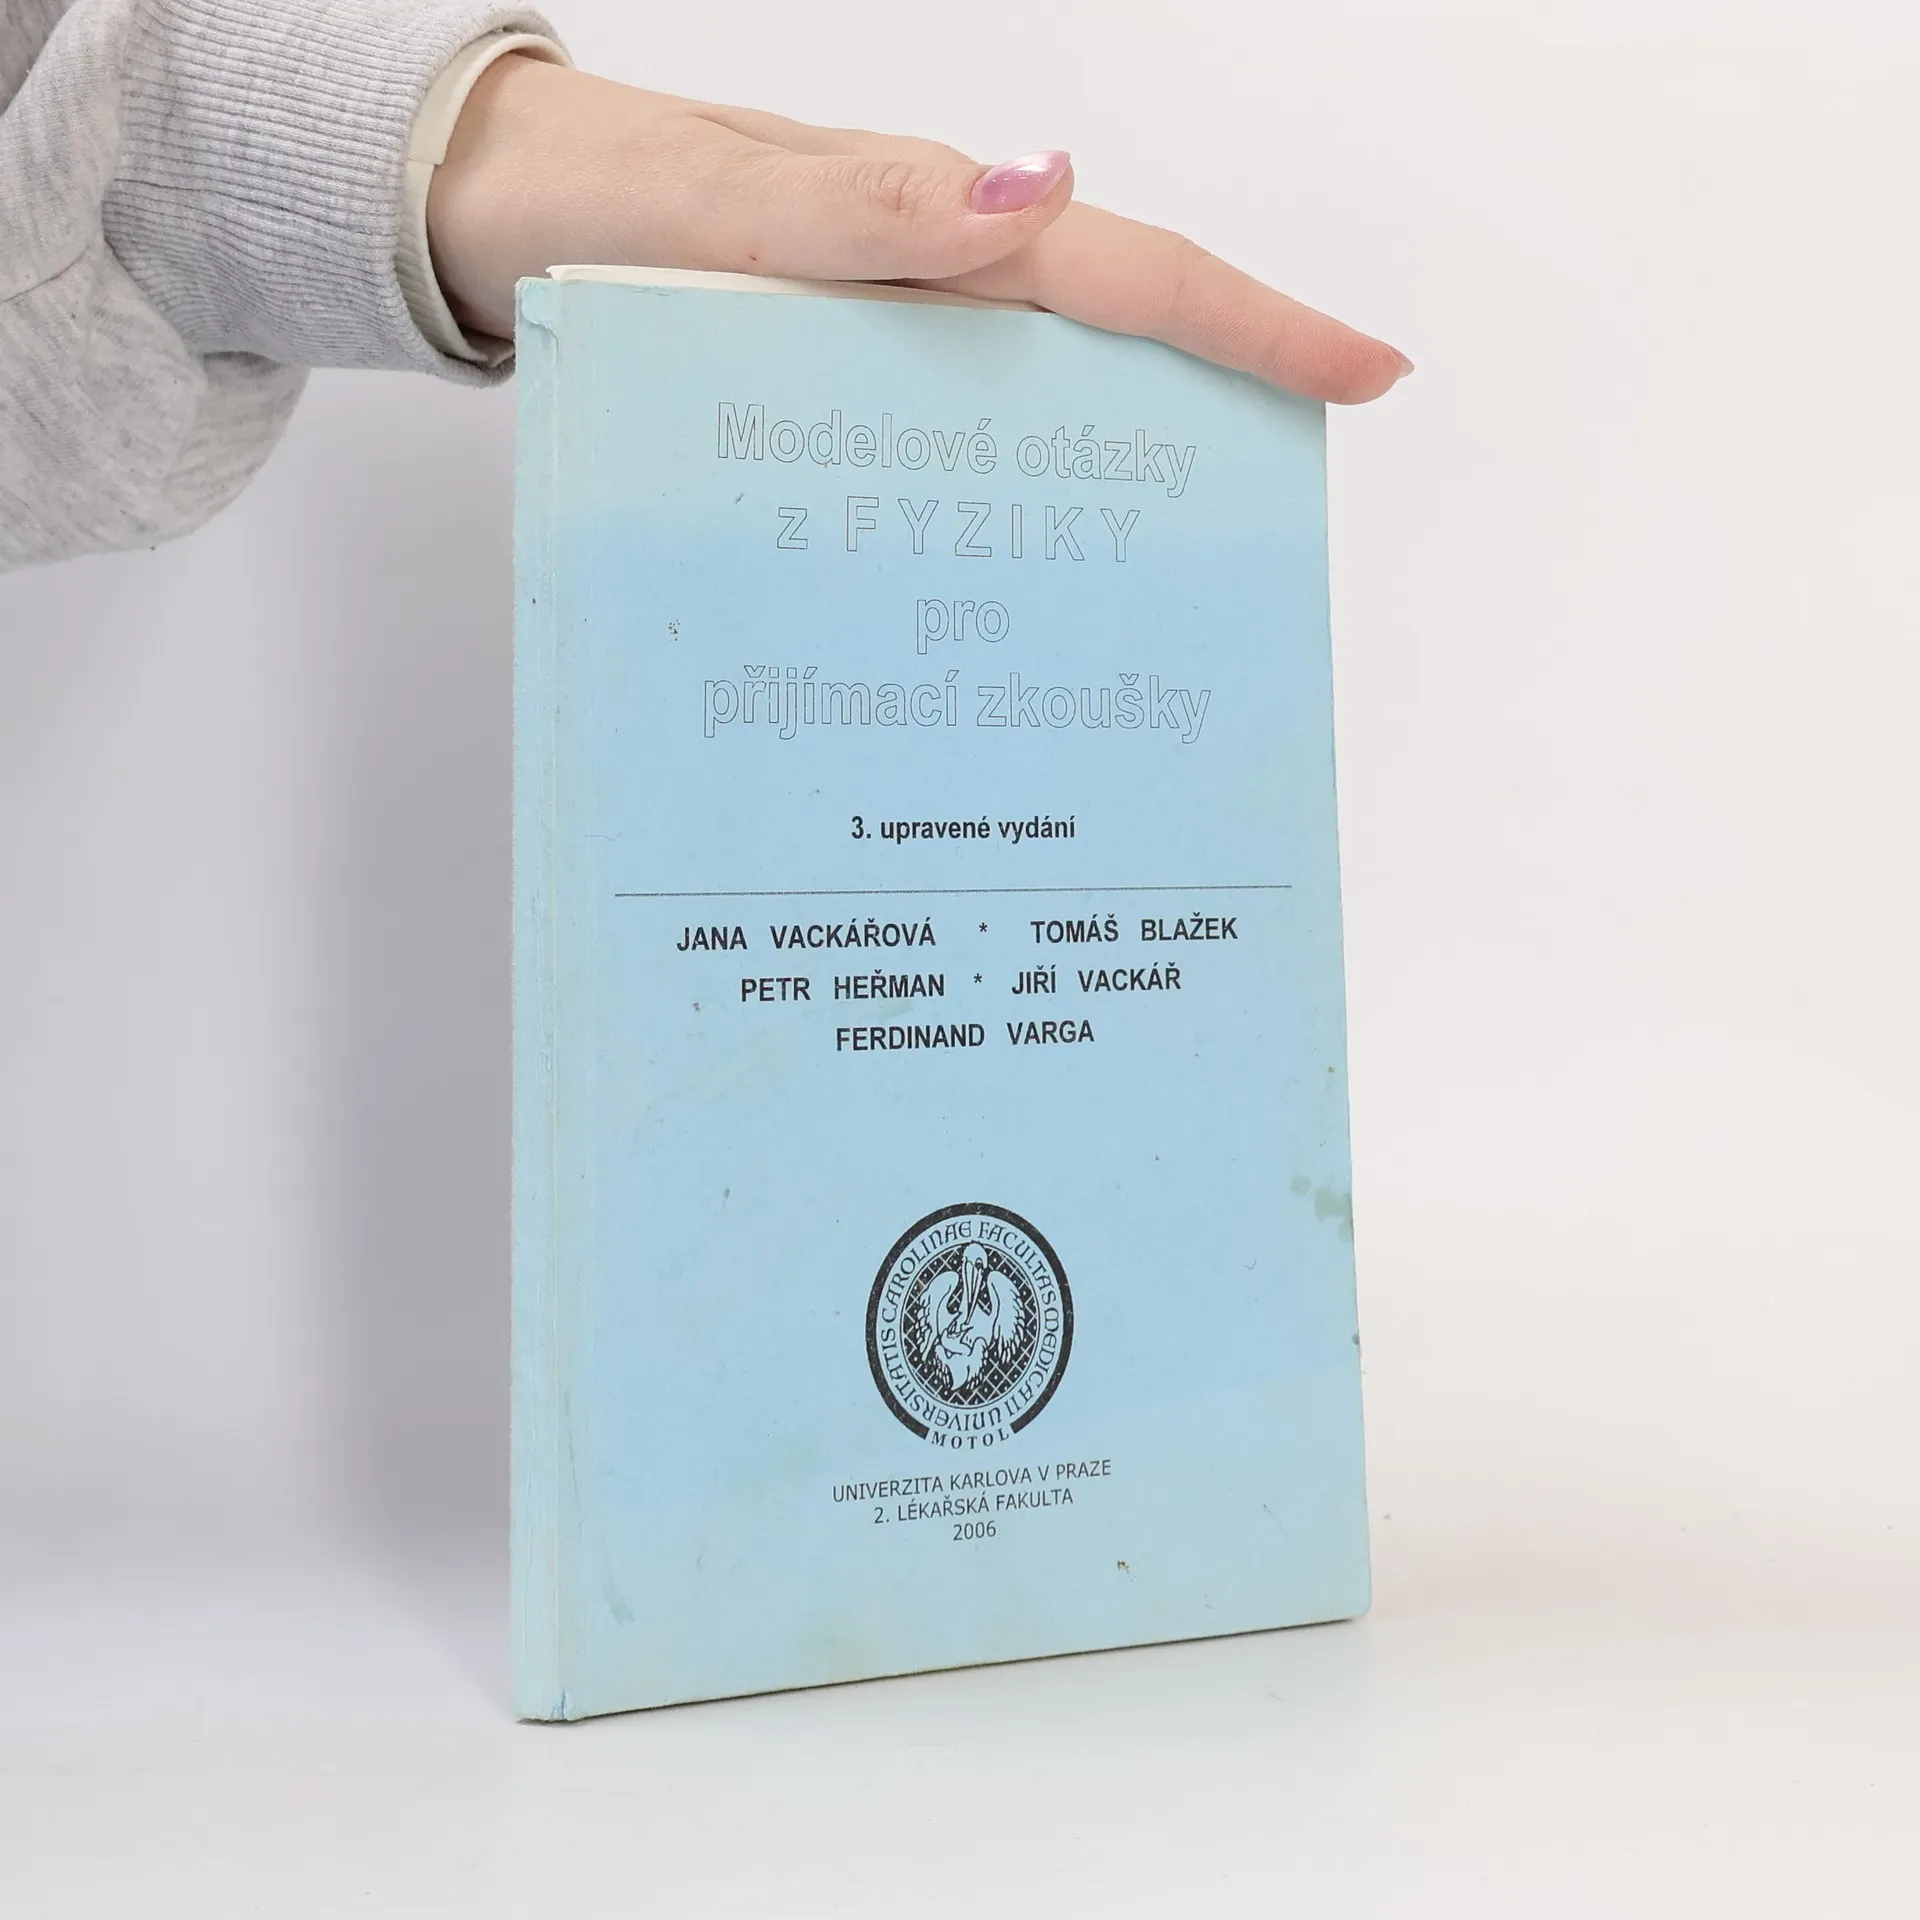 Modelové otázky
z FYZIKY
pro
přijímací zkoušky
3. upravené vydání
JANA VACKÁŘOVÁ * TOMÁŠ BLAŽEK
PETR HEŘMAN * JIŘÍ VACKÁŘ
FERDINAND VARGA
UNIVERSITATIS CAROLINAE FACULTAS MEDICA II
MOTOL
UNIVERZITA KARLOVA V PRAZE
2. LÉKAŘSKÁ FAKULTA
2006